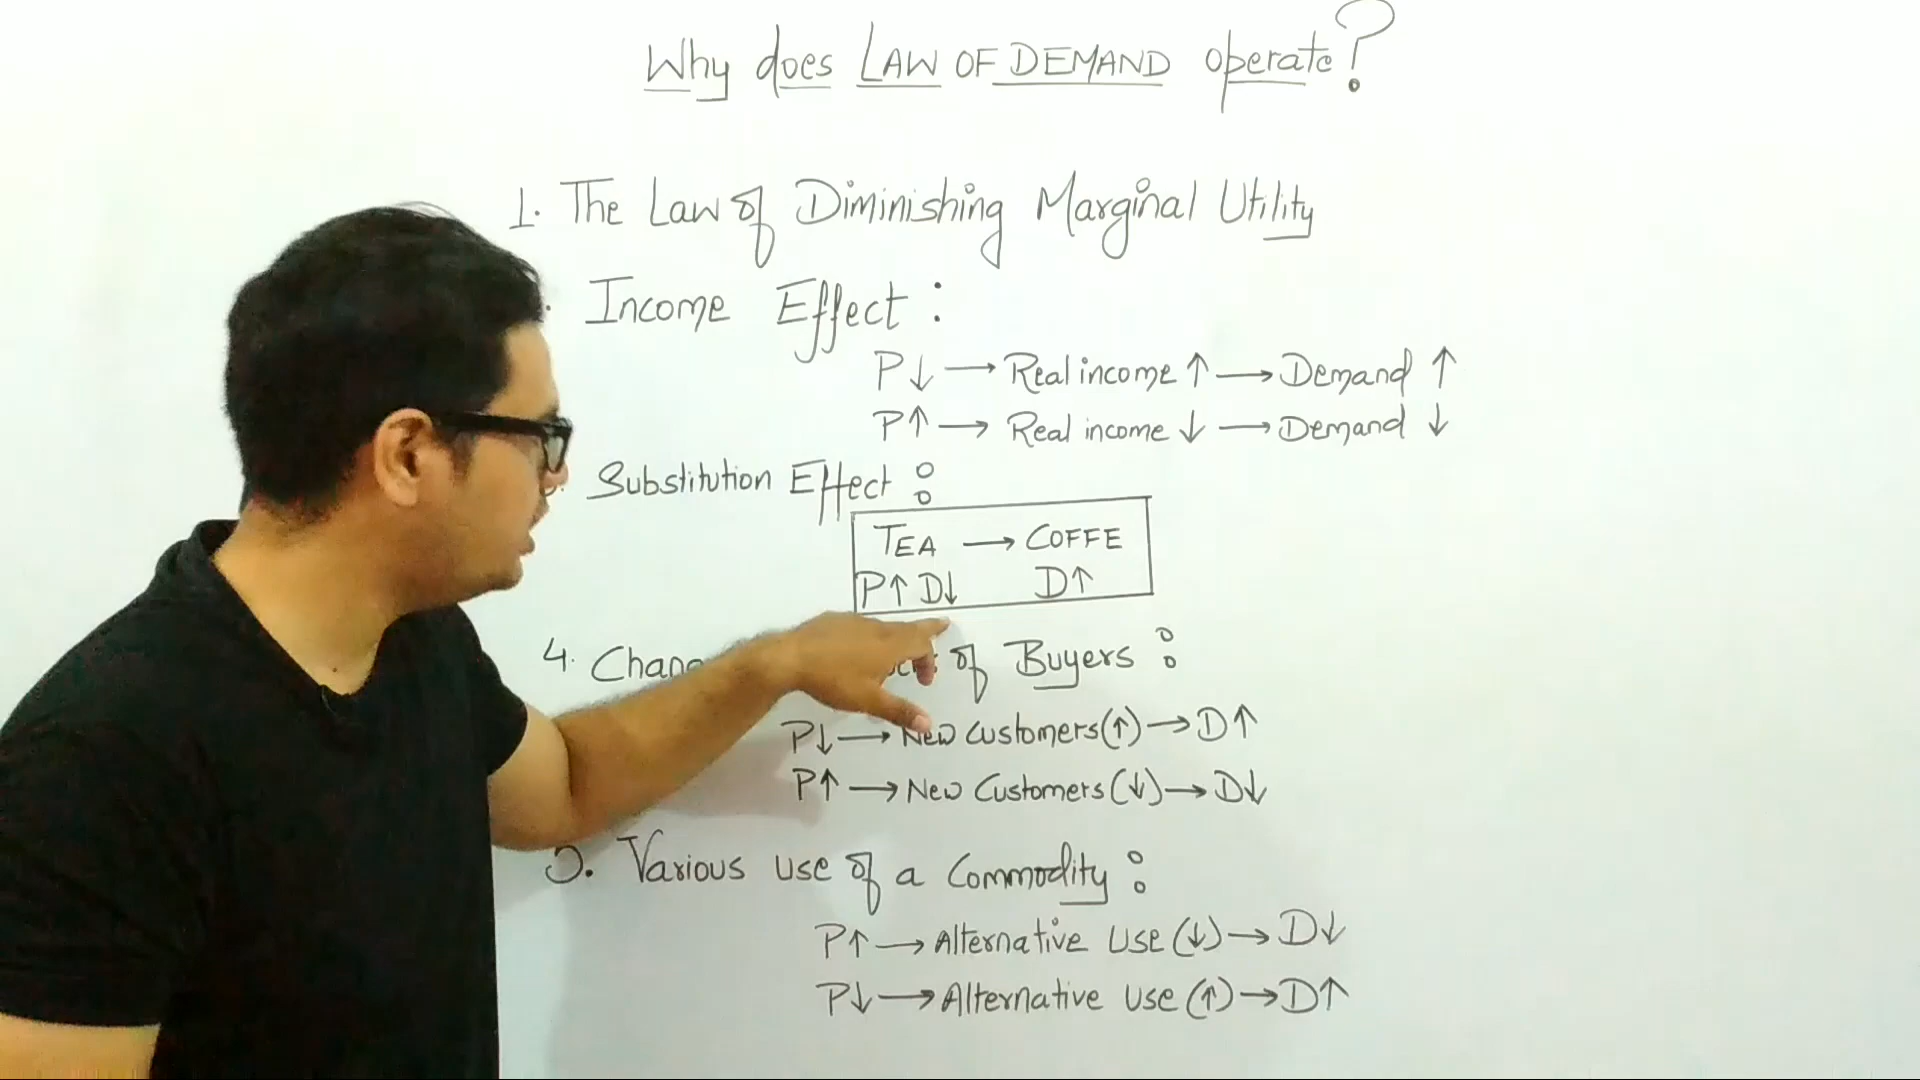 Why does LAW OF DEMAND operate?
1. The Law of Diminishing Marginal Utility
Income Effect :
P↓ → Real income ↑ → Demand ↑
P↑ → Real income ↓ → Demand ↓
Substitution Effect :
TEA → COFFE
P↑ D↓ D↑
4. of Buyers :
P↓ → New Customers (↑) → D↑
P↑ → New Customers (↓) → D↓
5. Various use of a Commodity :
P↑ → Alternative Use (↓) → D↓
P↓ → Alternative Use (↑) → D↑